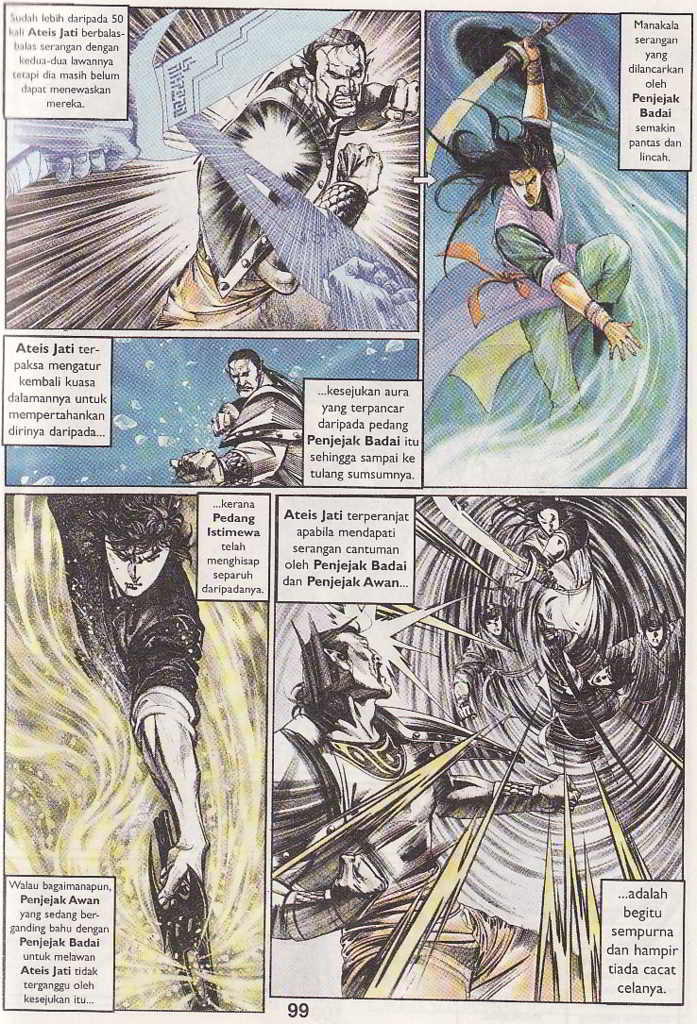 Sudah lebih daripada 50
kali Ateis Jati berbalas-
balas serangan dengan
kedua-dua lawannya
tetapi dia masih belum
dapat menewaskan
mereka.
Manakala
serangan
yang
dilancarkan
oleh
Penjejak
Badai
semakin
pantas dan
lincah.
Ateis Jati ter-
paksa mengatur
kembali kuasa
dalamannya untuk
mempertahankan
dirinya daripada...
...kesejukan aura
yang terpancar
daripada pedang
Penjejak Badai itu
sehingga sampai ke
tulang sumsumnya.
Walau bagaimanapun,
Penjejak Awan
yang sedang ber-
ganding bahu dengan
Penjejak Badai
untuk melawan
Ateis Jati tidak
terganggu oleh
kesejukan itu...
...kerana
Pedang
Istimewa
telah
menghisap
separuh
daripadanya.
Ateis Jati terperanjat
apabila mendapati
serangan cantuman
oleh Penjejak Badai
dan Penjejak Awan...
...adalah
begitu
sempurna
dan hampir
tiada cacat
celanya.
99